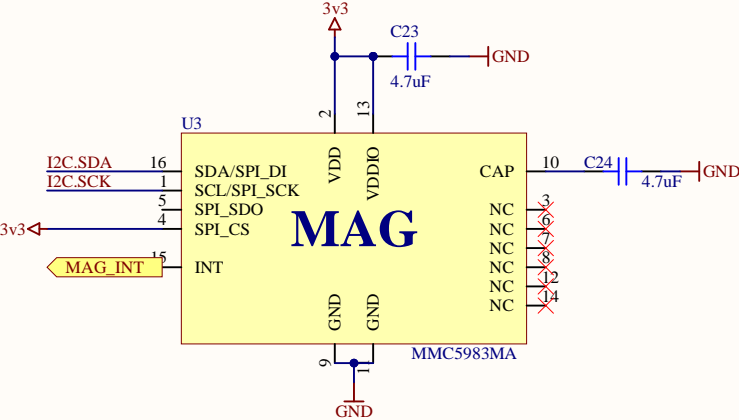 3v3
C23
GND
4.7uF
2
13
U3
I2C.SDA
16
SDA/SPI_DI
VDD
VDDIO
CAP
10
C24
GND
4.7uF
I2C.SCK
1
SCL/SPI_SCK
5
SPI_SDO
NC
3
3v3
4
SPI_CS
MAG
NC
6
NC
7
MAG_INT
15
INT
NC
8
NC
12
NC
14
GND
GND
MMC5983MA
9
GND